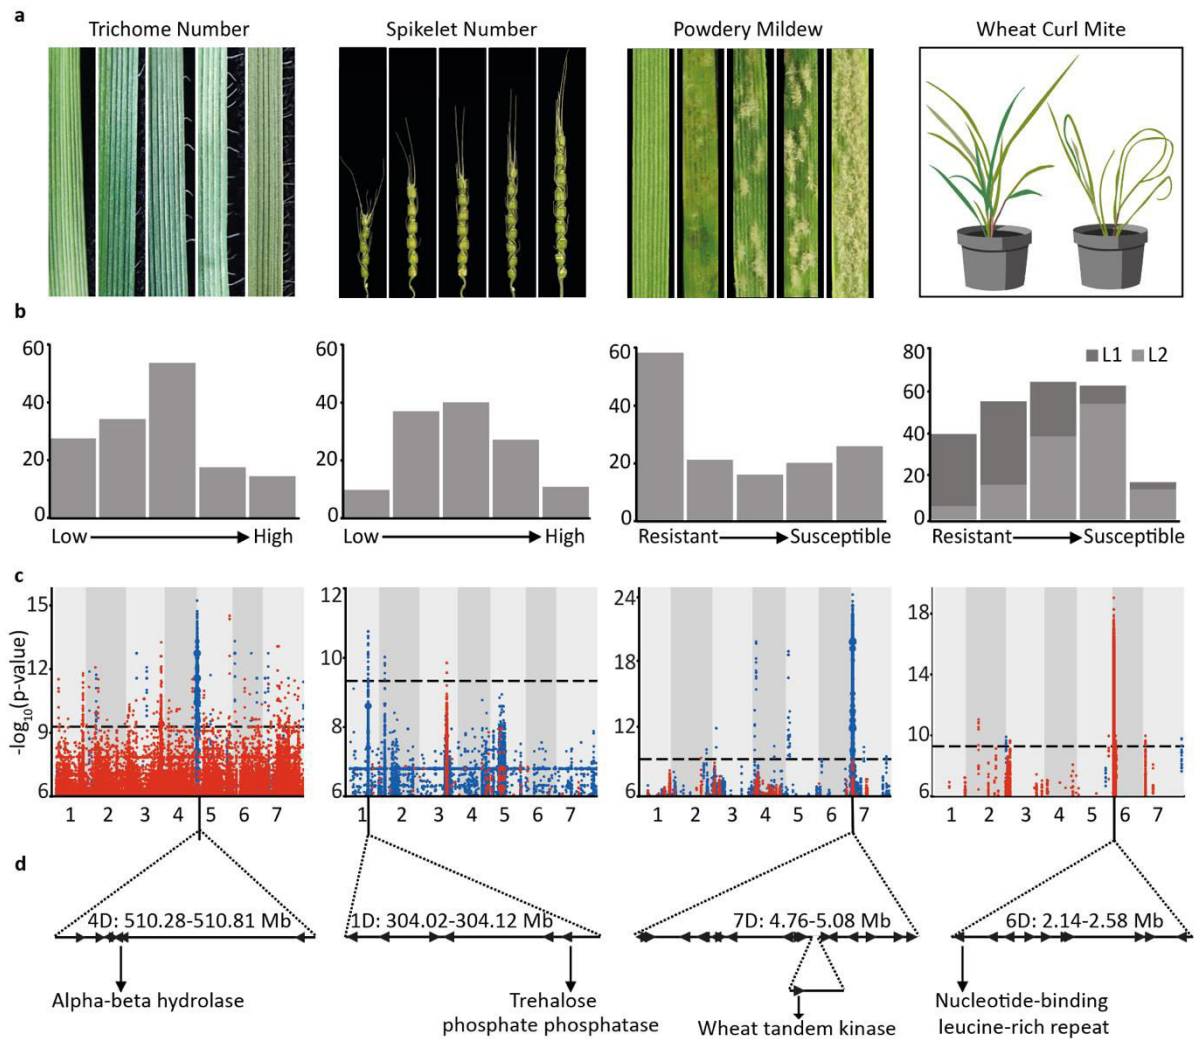 a
Trichome Number Spikelet Number Powdery Mildew Wheat Curl Mite
b
60 60 60 80
L1 L2
40 40 40 60
40
20 20 20 20
0 0 0 0
Low High Low High Resistant Susceptible Resistant Susceptible
c
-log10(p-value)
15 12 24 18
12 10 18 14
9 8 12 10
6 6 6 6
1 2 3 4 5 6 7 1 2 3 4 5 6 7 1 2 3 4 5 6 7 1 2 3 4 5 6 7
d
4D: 510.28-510.81 Mb 1D: 304.02-304.12 Mb 7D: 4.76-5.08 Mb 6D: 2.14-2.58 Mb
Alpha-beta hydrolase
Trehalose
phosphate phosphatase
Wheat tandem kinase
Nucleotide-binding
leucine-rich repeat